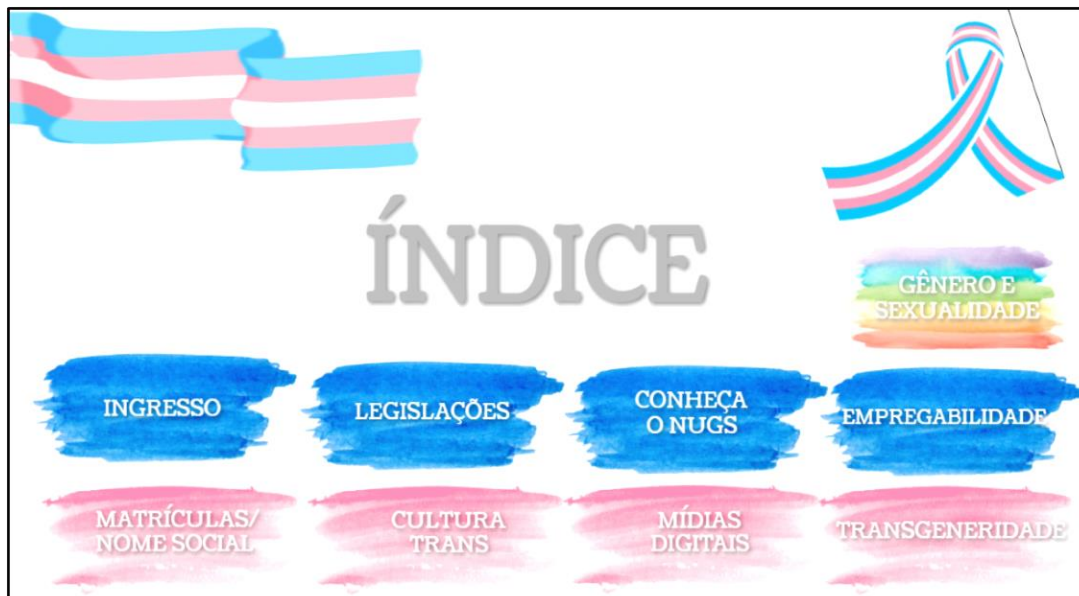 ÍNDICE
GÊNERO E
SEXUALIDADE
INGRESSO
LEGISLAÇÕES
CONHEÇA
O NUGS
EMPREGABILIDADE
MATRÍCULAS/
NOME SOCIAL
CULTURA
TRANS
MÍDIAS
DIGITAIS
TRANSGENERIDADE